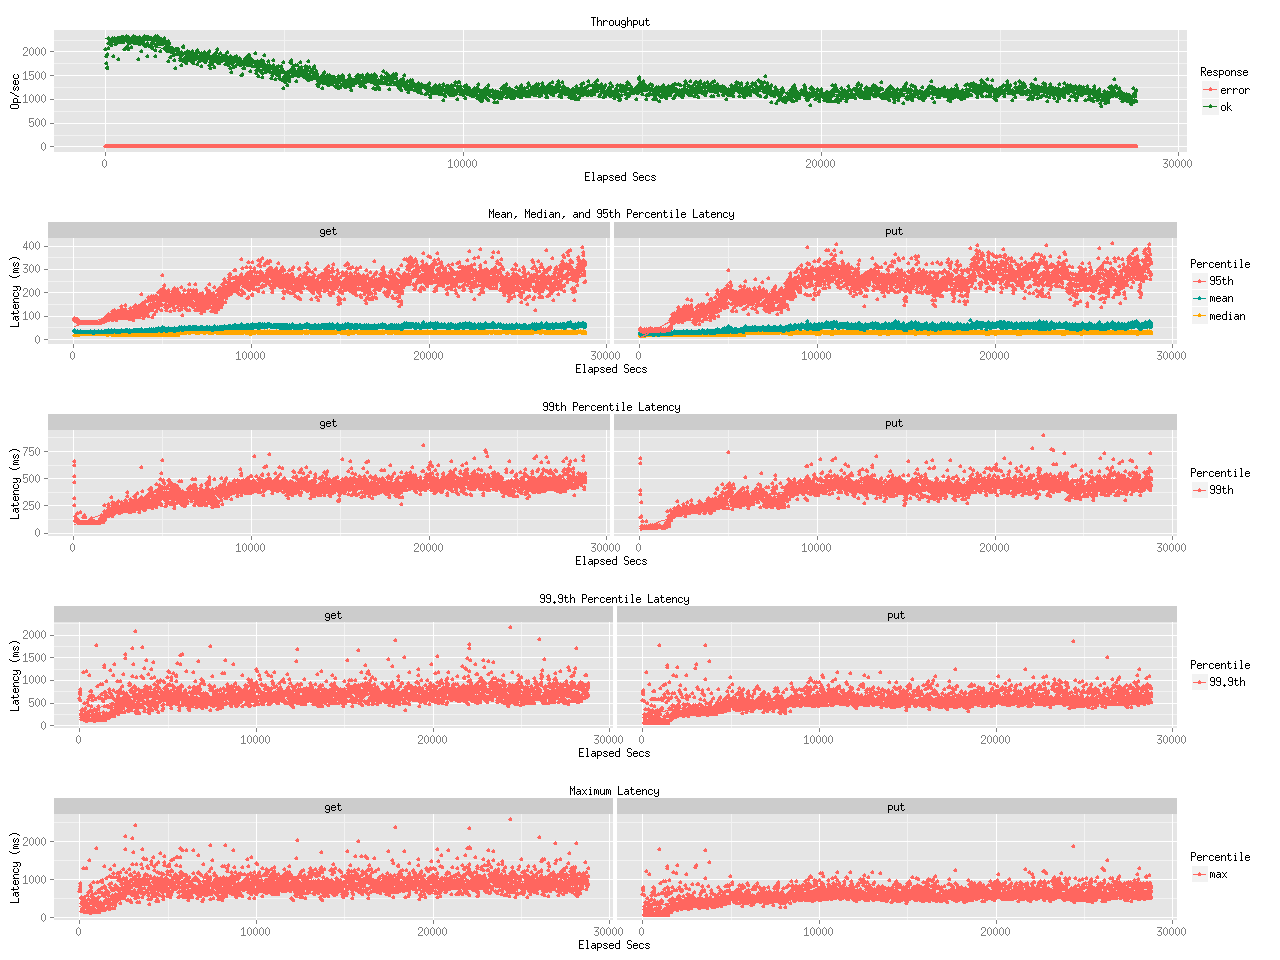 Throughput
Op/sec
2000
1500
1000
500
0
0 10000 20000 30000
Elapsed Secs
Response
error
ok
Mean, Median, and 95th Percentile Latency
get put
Latency (ms)
400
300
200
100
0
0 10000 20000 30000 0 10000 20000 30000
Elapsed Secs
Percentile
95th
mean
median
99th Percentile Latency
get put
Latency (ms)
750
500
250
0
0 10000 20000 30000 0 10000 20000 30000
Elapsed Secs
Percentile
99th
99.9th Percentile Latency
get put
Latency (ms)
2000
1500
1000
500
0
0 10000 20000 30000 0 10000 20000 30000
Elapsed Secs
Percentile
99.9th
Maximum Latency
get put
Latency (ms)
2000
1000
0
0 10000 20000 30000 0 10000 20000 30000
Elapsed Secs
Percentile
max